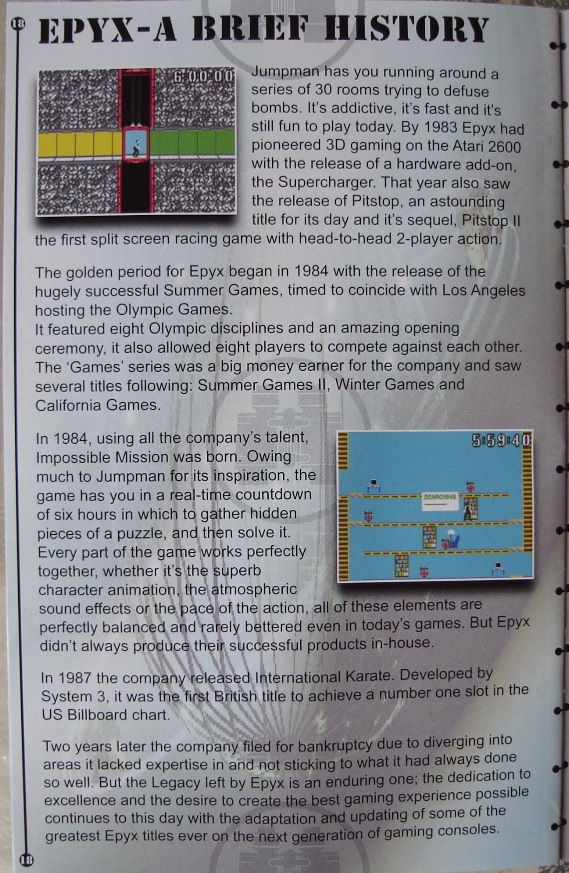 18
EPYX-A BRIEF HISTORY
6:00:00
Jumpman has you running around a
series of 30 rooms trying to defuse
bombs. It's addictive, it's fast and it's
still fun to play today. By 1983 Epyx had
pioneered 3D gaming on the Atari 2600
with the release of a hardware add-on,
the Supercharger. That year also saw
the release of Pitstop, an astounding
title for its day and it's sequel, Pitstop II
the first split screen racing game with head-to-head 2-player action.
The golden period for Epyx began in 1984 with the release of the
hugely successful Summer Games, timed to coincide with Los Angeles
hosting the Olympic Games.
It featured eight Olympic disciplines and an amazing opening
ceremony, it also allowed eight players to compete against each other.
The 'Games' series was a big money earner for the company and saw
several titles following: Summer Games II, Winter Games and
California Games.
In 1984, using all the company's talent,
Impossible Mission was born. Owing
much to Jumpman for its inspiration, the
game has you in a real-time countdown
of six hours in which to gather hidden
pieces of a puzzle, and then solve it.
Every part of the game works perfectly
together, whether it's the superb
character animation, the atmospheric
sound effects or the pace of the action, all of these elements are
perfectly balanced and rarely bettered even in today's games. But Epyx
didn't always produce their successful products in-house.
5:59:40
SEARCHING
In 1987 the company released International Karate. Developed by
System 3, it was the first British title to achieve a number one slot in the
US Billboard chart.
Two years later the company filed for bankruptcy due to diverging into
areas it lacked expertise in and not sticking to what it had always done
so well. But the Legacy left by Epyx is an enduring one; the dedication to
excellence and the desire to create the best gaming experience possible
continues to this day with the adaptation and updating of some of the
greatest Epyx titles ever on the next generation of gaming consoles.
18